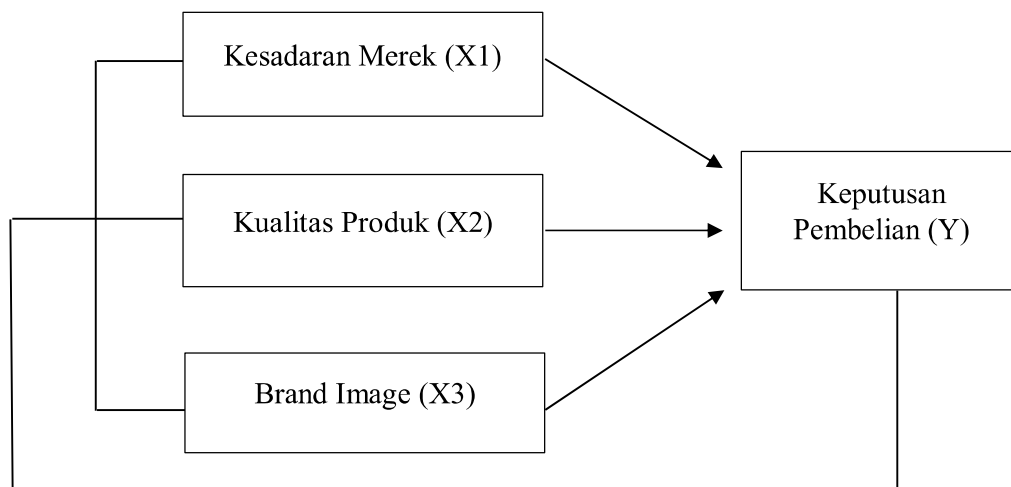 Kesadaran Merek (X1)
Kualitas Produk (X2)
Brand Image (X3)
Keputusan
Pembelian (Y)